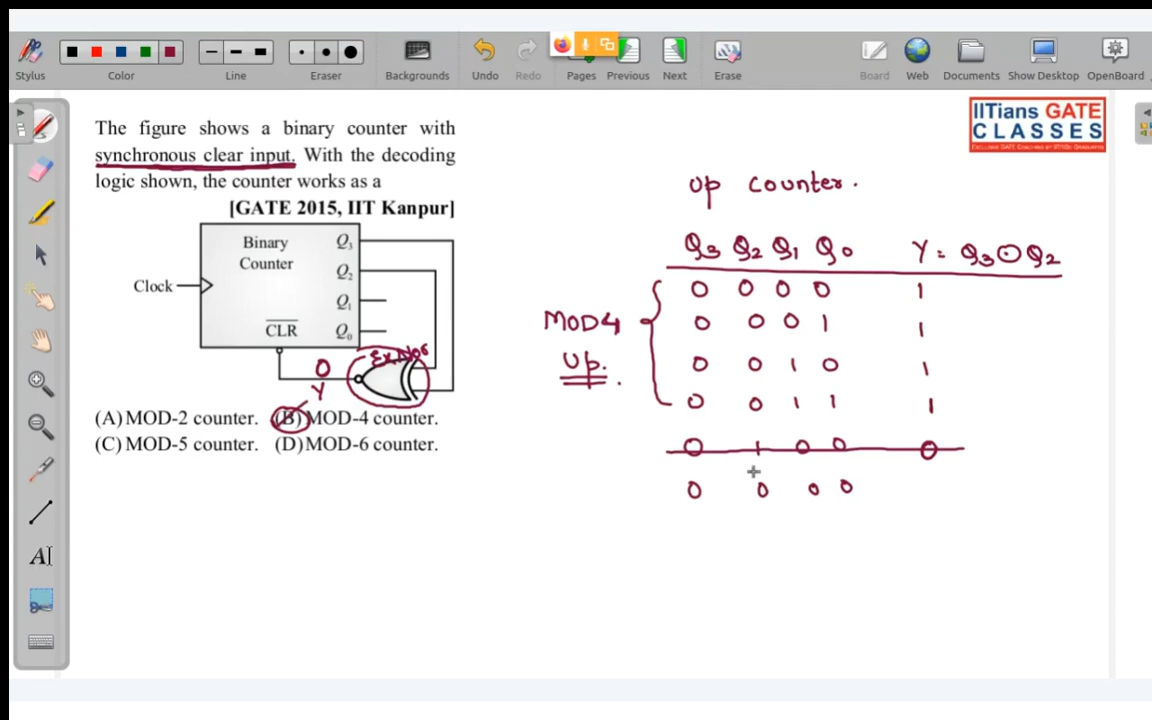 Stylus
Color
Line
Eraser
Backgrounds
Undo
Redo
Pages
Previous
Next
Erase
Board
Web
Documents
Show Desktop
OpenBoard
IITians GATE
CLASSES
The figure shows a binary counter with
synchronous clear input. With the decoding
logic shown, the counter works as a
[GATE 2015, IIT Kanpur]
Binary
Counter
Clock
Q3
Q2
Q1
Q0
CLR
Ex Nor
0
Y
(A) MOD-2 counter. (B) MOD-4 counter.
(C) MOD-5 counter. (D) MOD-6 counter.
Up counter.
Q3 Q2 Q1 Q0 Y = Q3 ⊙ Q2
0 0 0 0 1
0 0 0 1 1
0 0 1 0 1
0 0 1 1 1
0 1 0 0 0
0 0 0 0
MOD4
Up.
A